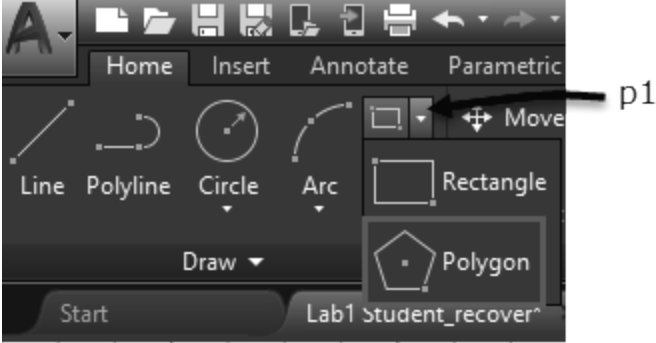 Home Insert Annotate Parametric
p1
Move
Line Polyline Circle Arc
Rectangle
Draw
Polygon
Start Lab1 Student_recover*